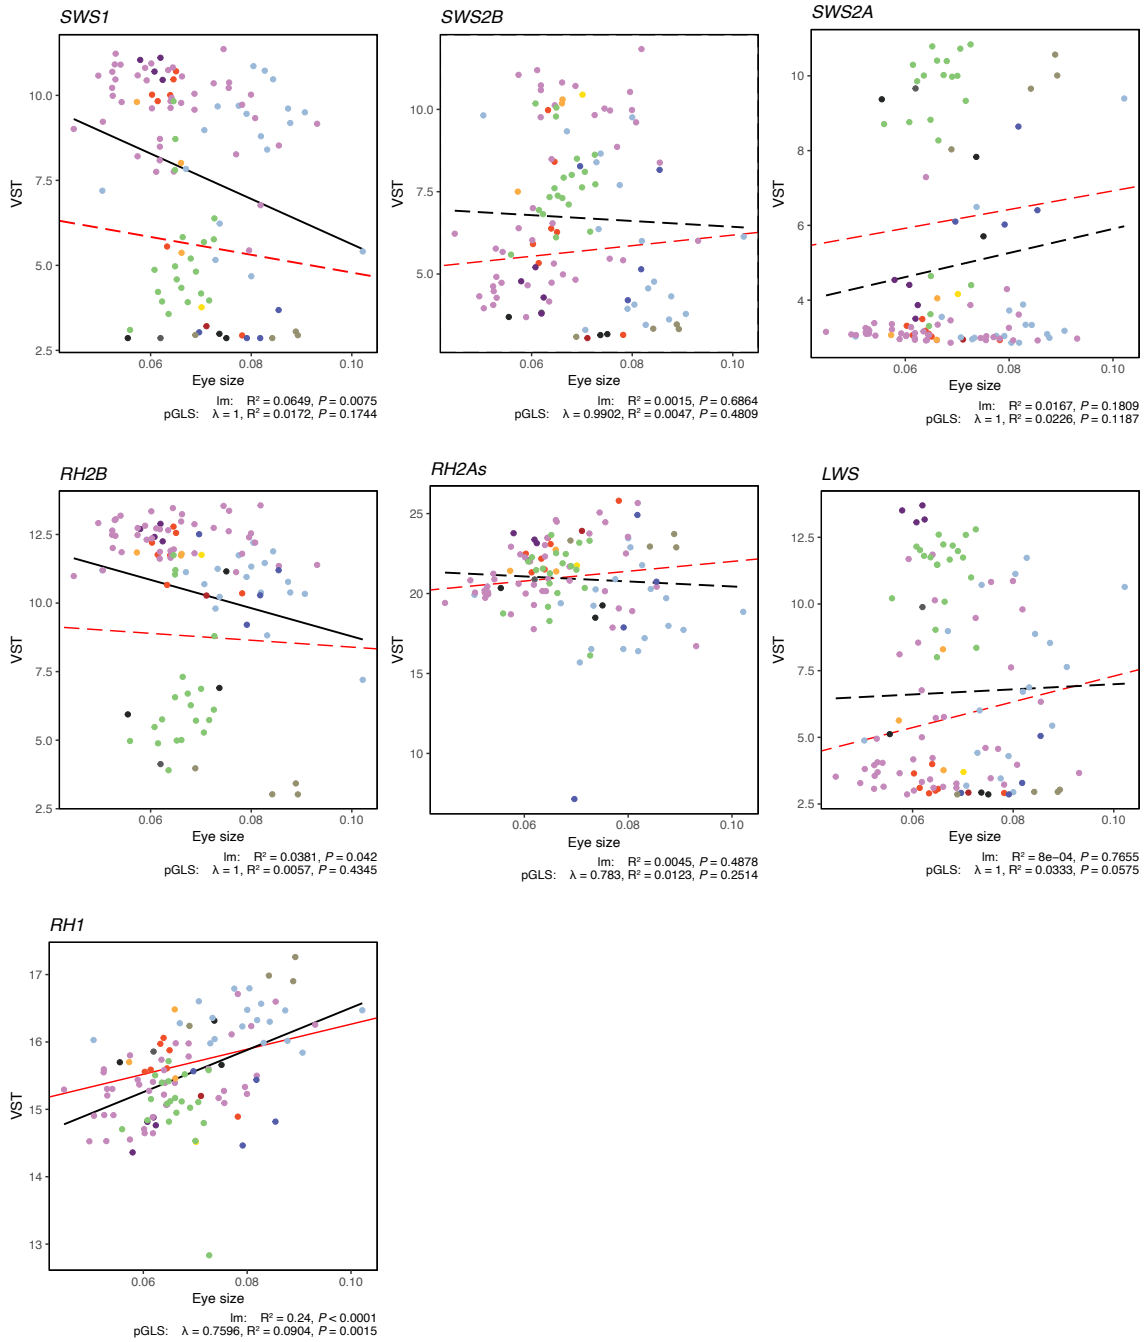 SWS1
SWS2B
SWS2A
10.0
7.5
5.0
2.5
VST
0.06
0.08
0.10
Eye size
lm: R² = 0.0649, P = 0.0075
pGLS: λ = 1, R² = 0.0172, P = 0.1744
10.0
7.5
5.0
VST
0.06
0.08
0.10
Eye size
lm: R² = 0.0015, P = 0.6864
pGLS: λ = 0.9902, R² = 0.0047, P = 0.4809
10
8
6
4
VST
0.06
0.08
0.10
Eye size
lm: R² = 0.0167, P = 0.1809
pGLS: λ = 1, R² = 0.0226, P = 0.1187
RH2B
RH2As
LWS
12.5
10.0
7.5
5.0
2.5
VST
0.06
0.08
0.10
Eye size
lm: R² = 0.0381, P = 0.042
pGLS: λ = 1, R² = 0.0057, P = 0.4345
25
20
15
10
VST
0.06
0.08
0.10
Eye size
lm: R² = 0.0045, P = 0.4878
pGLS: λ = 0.783, R² = 0.0123, P = 0.2514
12.5
10.0
7.5
5.0
2.5
VST
0.06
0.08
0.10
Eye size
lm: R² = 8e−04, P = 0.7655
pGLS: λ = 1, R² = 0.0333, P = 0.0575
RH1
17
16
15
14
13
VST
0.06
0.08
0.10
Eye size
lm: R² = 0.24, P < 0.0001
pGLS: λ = 0.7596, R² = 0.0904, P = 0.0015